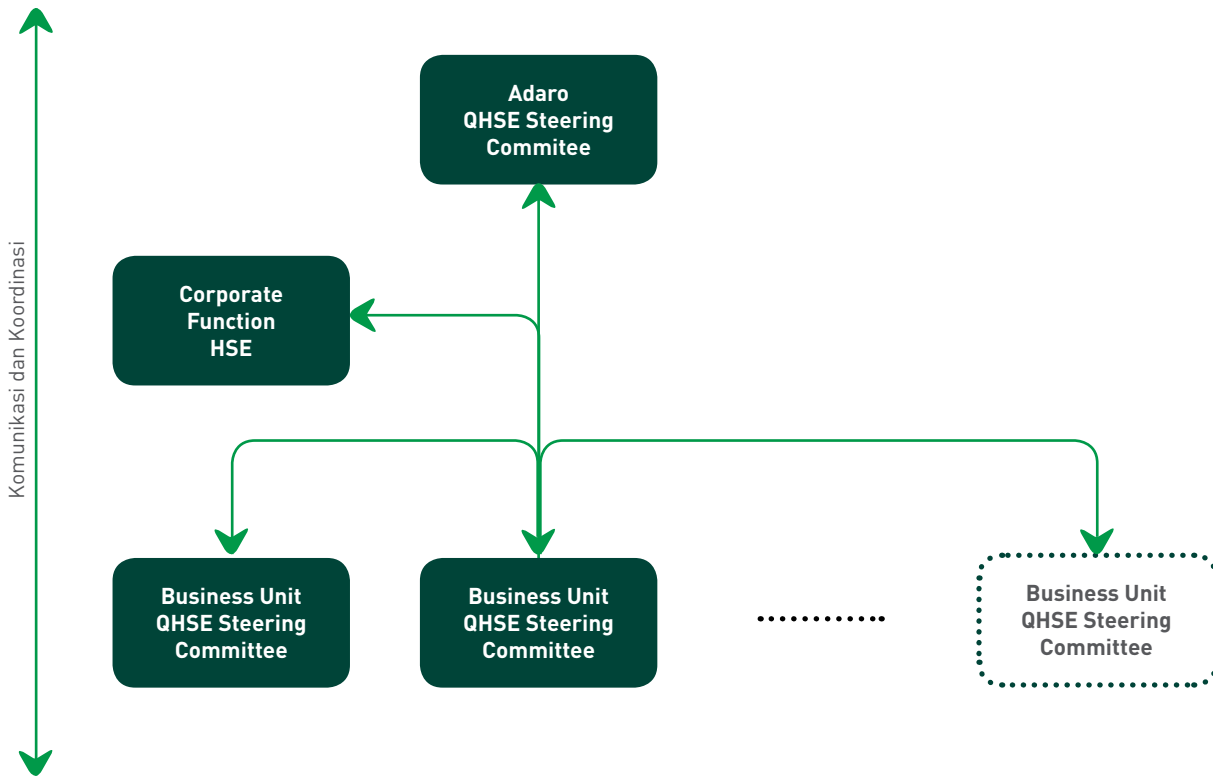 Komunikasi dan Koordinasi
Adaro
QHSE Steering
Commitee
Corporate
Function
HSE
Business Unit
QHSE Steering
Committee
Business Unit
QHSE Steering
Committee
Business Unit
QHSE Steering
Committee